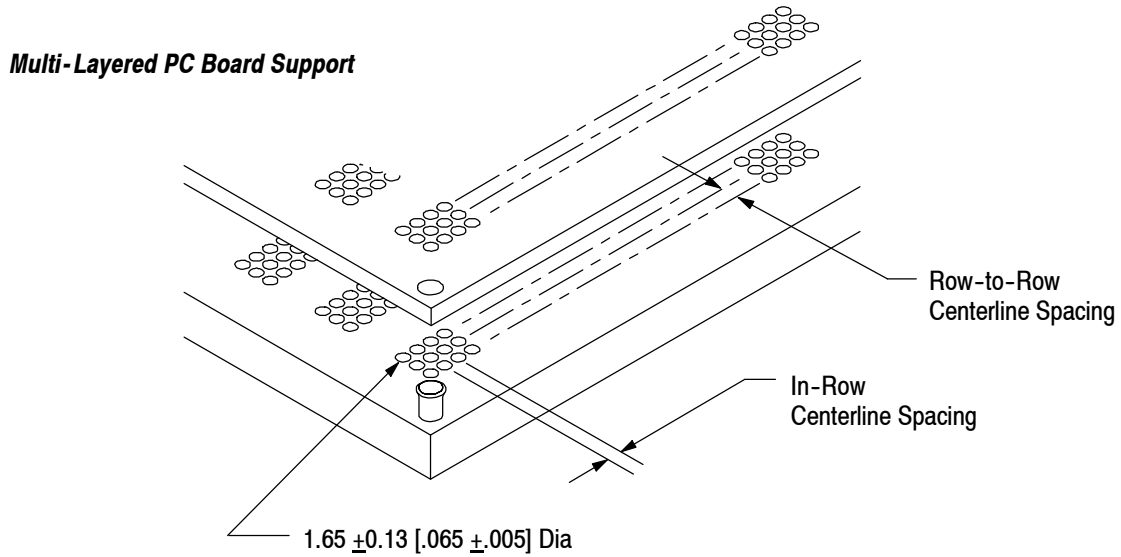 Multi-Layered PC Board Support
Row-to-Row
Centerline Spacing
In-Row
Centerline Spacing
1.65 ±0.13 [.065 ±.005] Dia